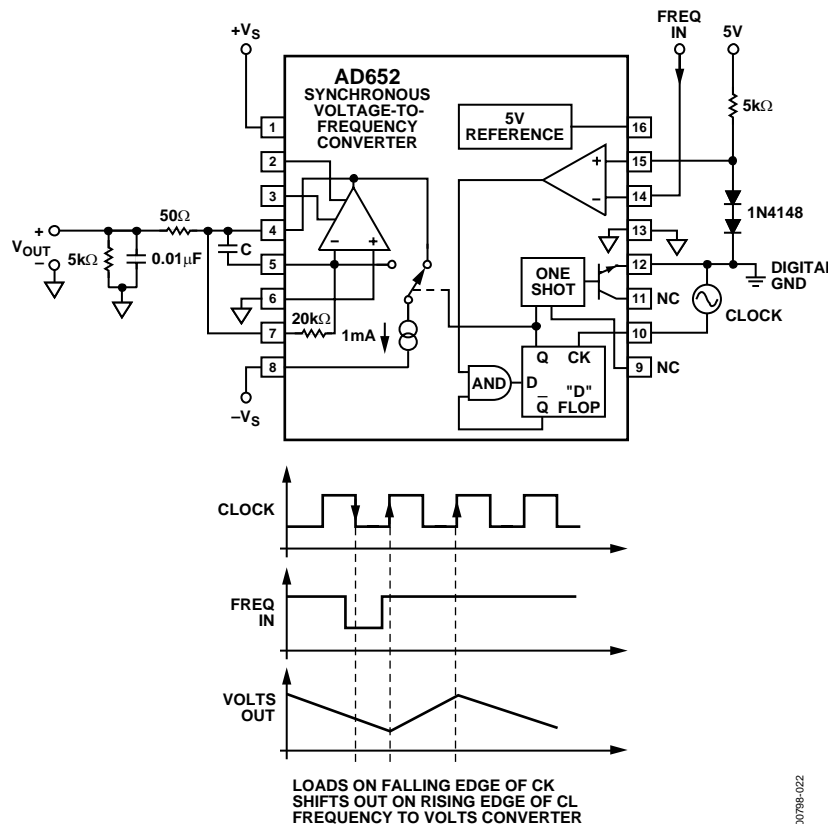 +VS
FREQ
IN
5V
AD652
SYNCHRONOUS
VOLTAGE-TO-
FREQUENCY
CONVERTER
5V
REFERENCE
5kΩ
1
2
3
4
5
6
7
8
16
15
14
13
12
11
10
9
+
–
–
+
1N4148
50Ω
+
VOUT
–
5kΩ
0.01µF
C
20kΩ
1mA
–VS
ONE
SHOT
DIGITAL
GND
NC
CLOCK
NC
AND
Q CK
D
"D"
Q FLOP
CLOCK
FREQ
IN
VOLTS
OUT
LOADS ON FALLING EDGE OF CK
SHIFTS OUT ON RISING EDGE OF CL
FREQUENCY TO VOLTS CONVERTER
00798-022